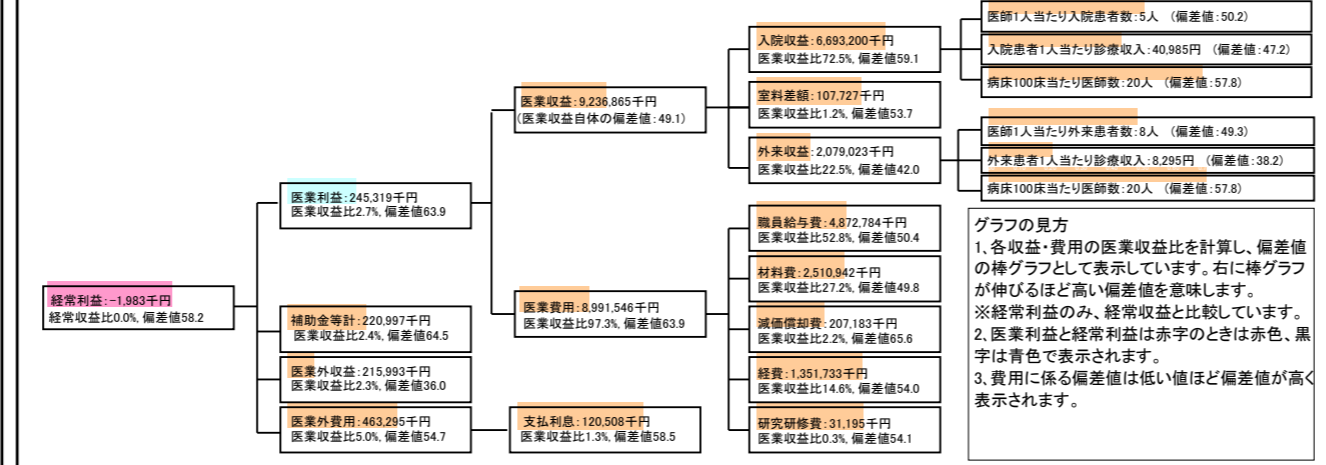 経常利益:-1,983千円
経常収益比0.0%, 偏差値58.2
医業利益:245,319千円
医業収益比2.7%, 偏差値63.9
補助金等計:220,997千円
医業収益比2.4%, 偏差値64.5
医業外収益:215,993千円
医業収益比2.3%, 偏差値36.0
医業外費用:463,295千円
医業収益比5.0%, 偏差値54.7
支払利息:120,508千円
医業収益比1.3%, 偏差値58.5
医業収益:9,236,865千円
(医業収益自体の偏差値:49.1)
医業費用:8,991,546千円
医業収益比97.3%, 偏差値63.9
入院収益:6,693,200千円
医業収益比72.5%, 偏差値59.1
室料差額:107,727千円
医業収益比1.2%, 偏差値53.7
外来収益:2,079,023千円
医業収益比22.5%, 偏差値42.0
職員給与費:4,872,784千円
医業収益比52.8%, 偏差値50.4
材料費:2,510,942千円
医業収益比27.2%, 偏差値49.8
減価償却費:207,183千円
医業収益比2.2%, 偏差値65.6
経費:1,351,733千円
医業収益比14.6%, 偏差値54.0
研究研修費:31,195千円
医業収益比0.3%, 偏差値54.1
医師1人当たり入院患者数:5人 (偏差値:50.2)
入院患者1人当たり診療収入:40,985円 (偏差値:47.2)
病床100床当たり医師数:20人 (偏差値:57.8)
医師1人当たり外来患者数:8人 (偏差値:49.3)
外来患者1人当たり診療収入:8,295円 (偏差値:38.2)
病床100床当たり医師数:20人 (偏差値:57.8)
グラフの見方
1、各収益・費用の医業収益比を計算し、偏差値
の棒グラフとして表示しています。右に棒グラフ
が伸びるほど高い偏差値を意味します。
※経常利益のみ、経常収益と比較しています。
2、医業利益と経常利益は赤字のときは赤色、黒
字は青色で表示されます。
3、費用に係る偏差値は低い値ほど偏差値が高く
表示されます。